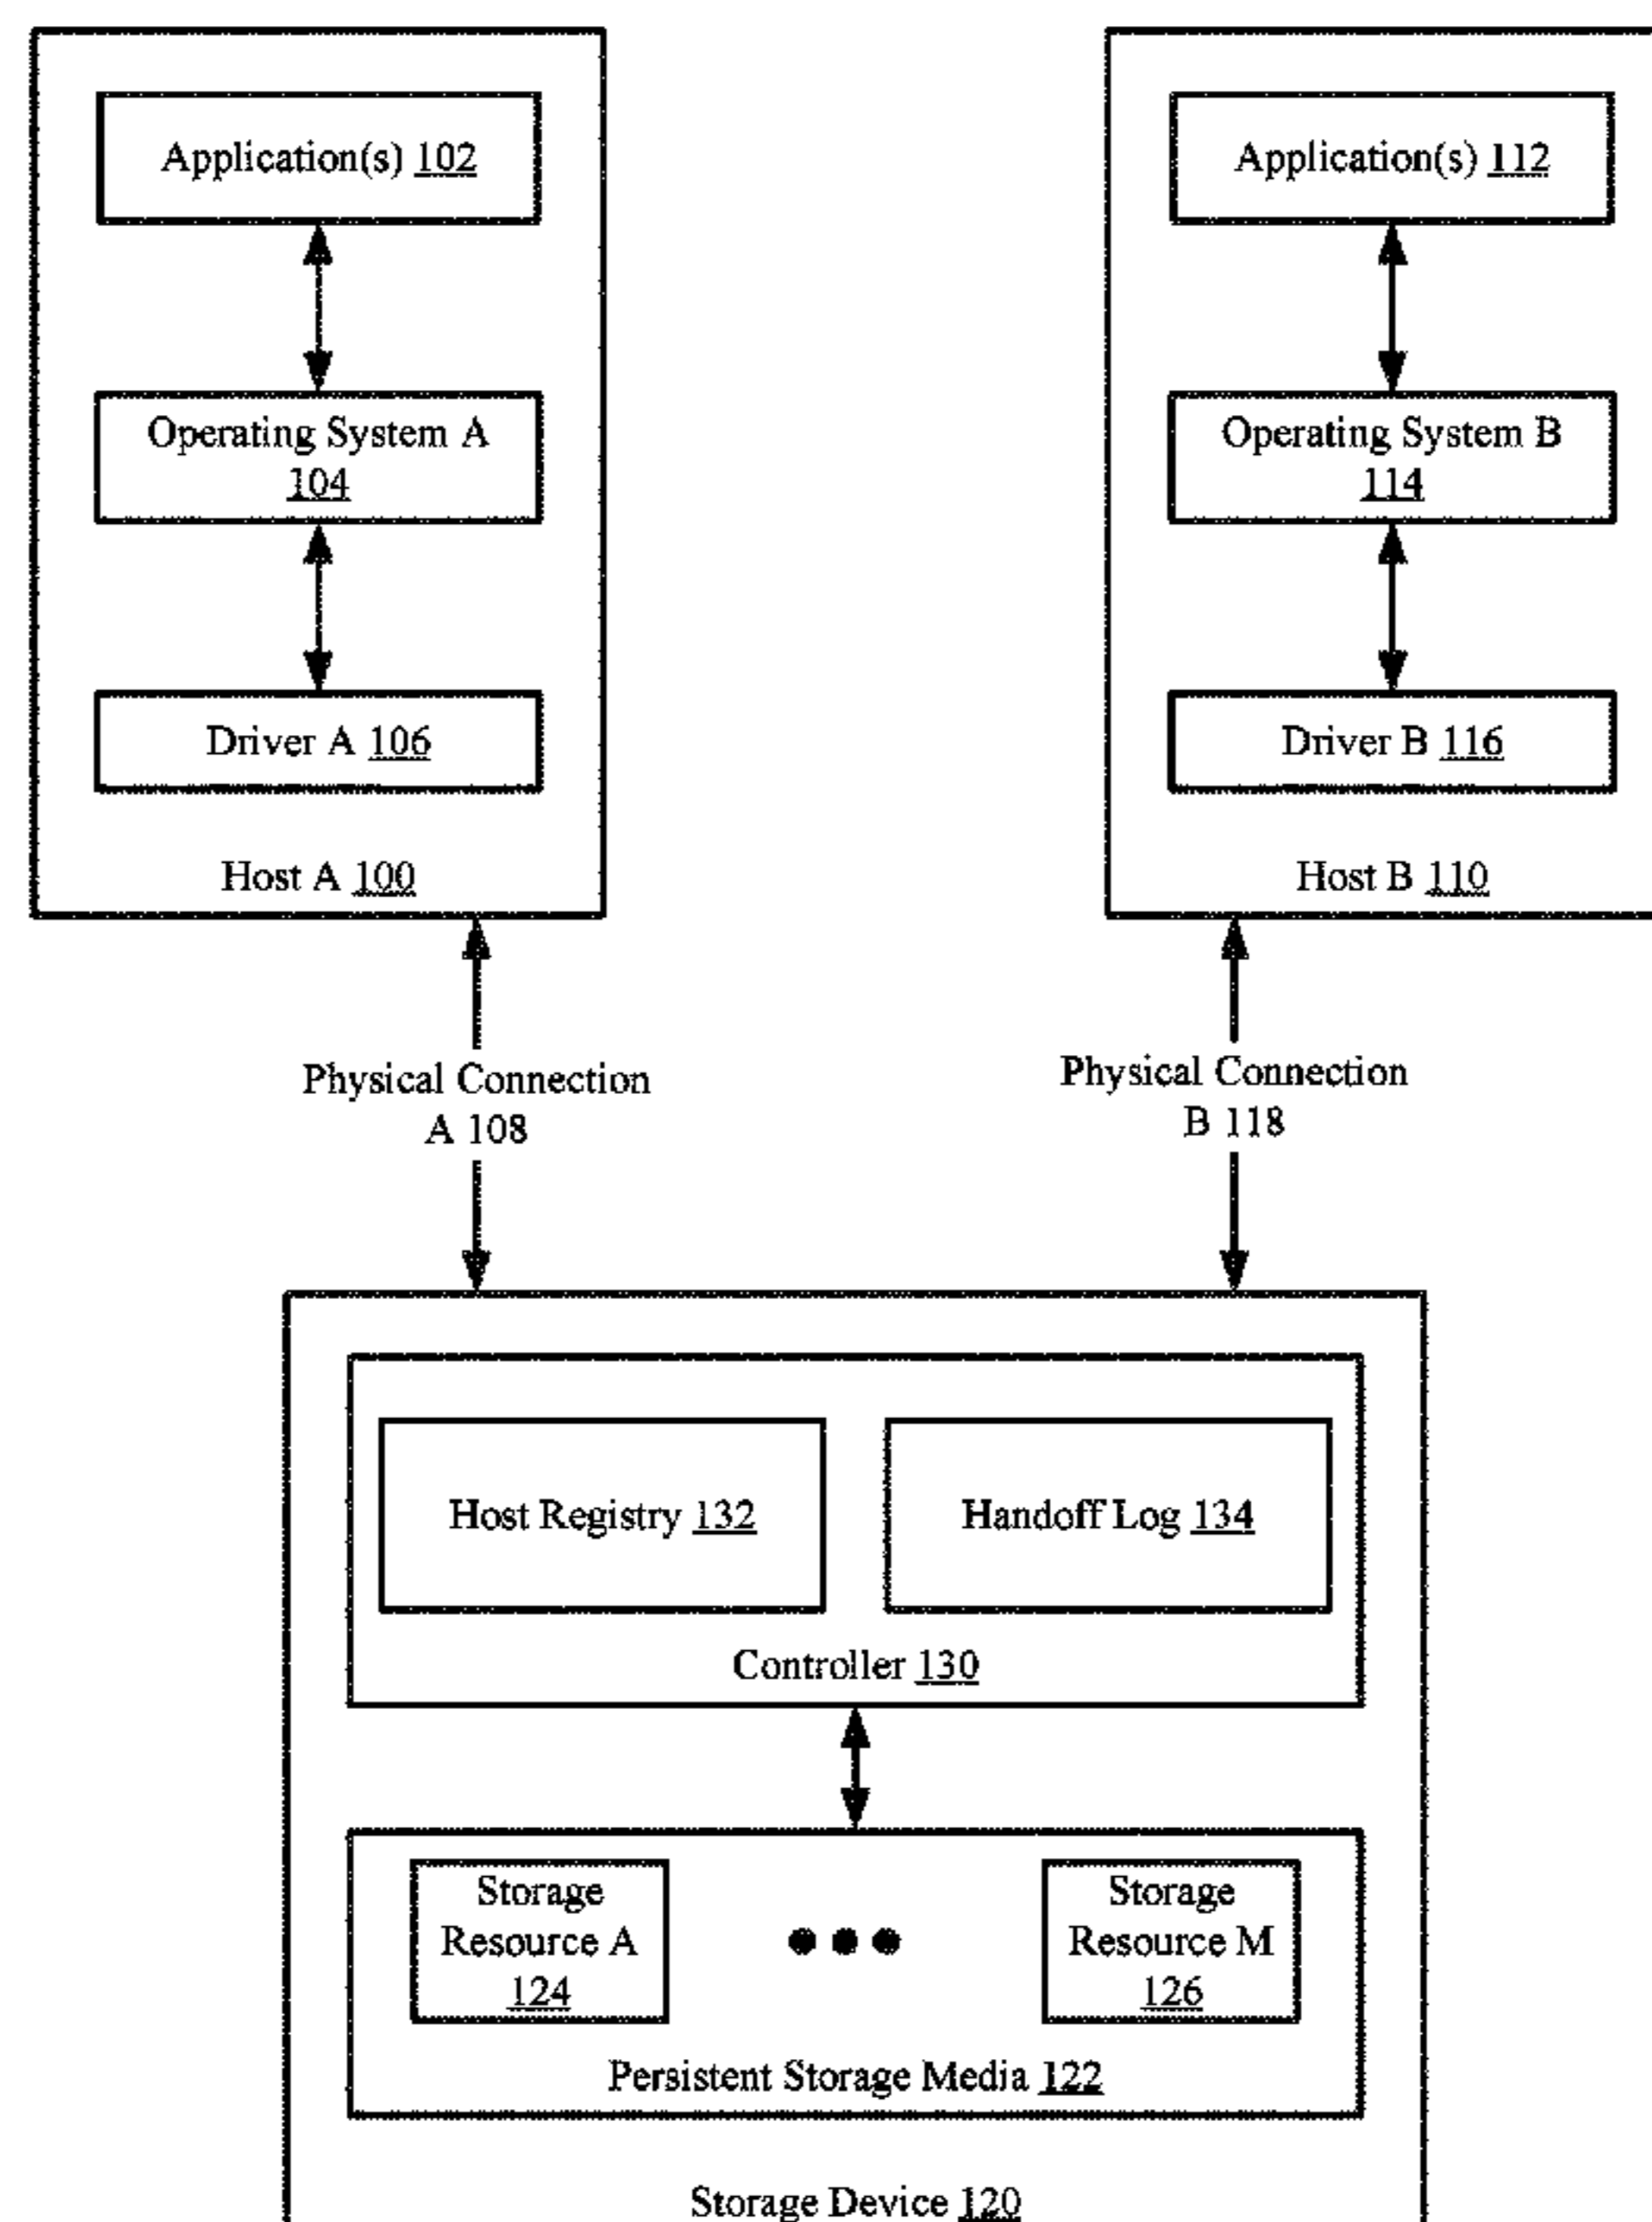 Application(s) 102
Operating System A
104
Driver A 106
Host A 100
Application(s) 112
Operating System B
114
Driver B 116
Host B 110
Physical Connection
A 108
Physical Connection
B 118
Host Registry 132
Handoff Log 134
Controller 130
Storage
Resource A
124
Storage
Resource M
126
Persistent Storage Media 122
Storage Device 120